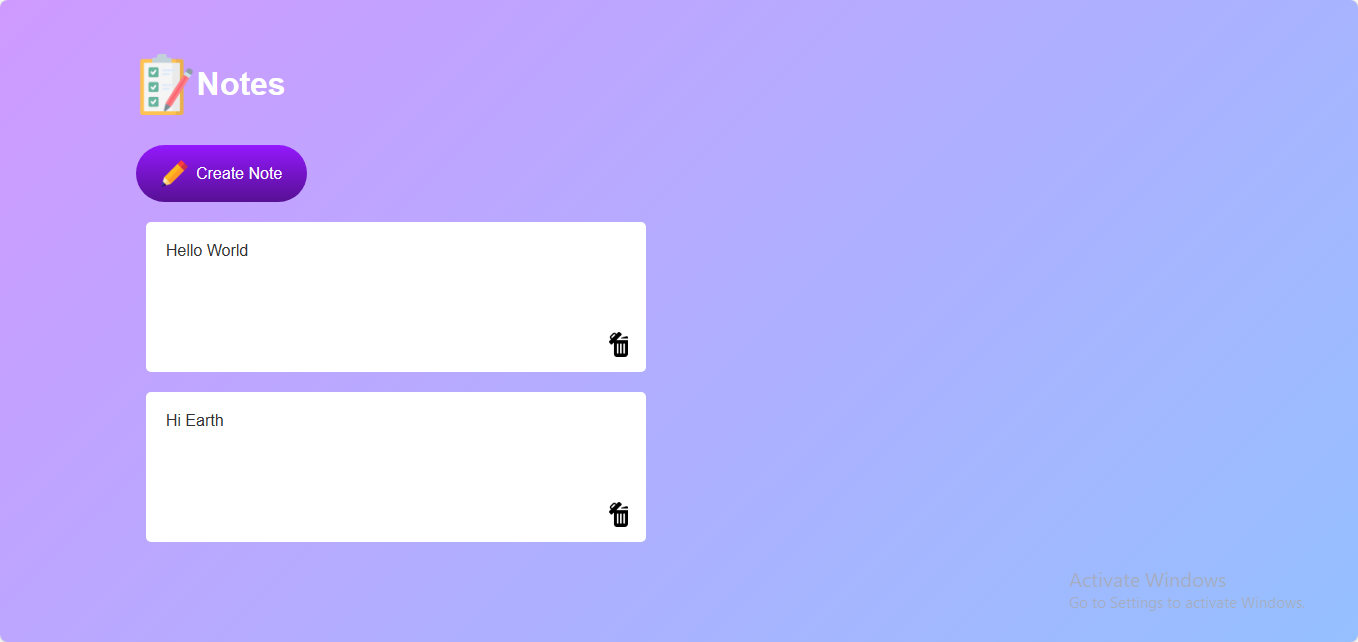 Notes
Create Note
Hello World
Hi Earth
Activate Windows
Go to Settings to activate Windows.